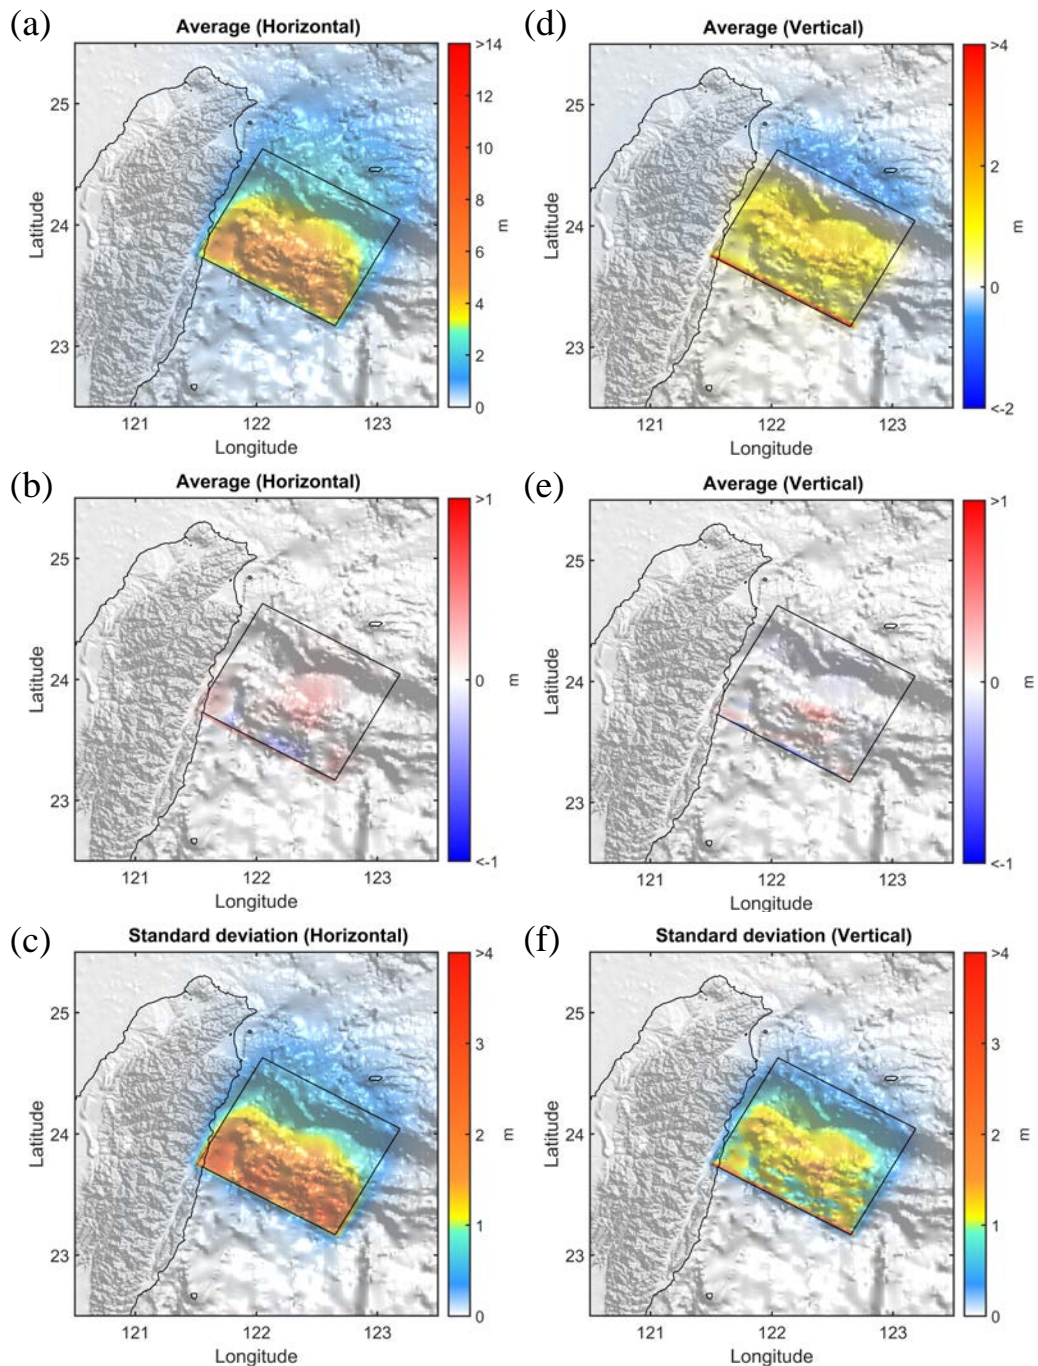 (a)
Average (Horizontal)
>14
12
10
8
6
4
2
0
m
25
24
23
Latitude
121
122
123
Longitude
(d)
Average (Vertical)
>4
2
0
<-2
m
25
24
23
Latitude
121
122
123
Longitude
(b)
Average (Horizontal)
>1
0
<-1
m
25
24
23
Latitude
121
122
123
Longitude
(e)
Average (Vertical)
>1
0
<-1
m
25
24
23
Latitude
121
122
123
Longitude
(c)
Standard deviation (Horizontal)
>4
3
2
1
0
m
25
24
23
Latitude
121
122
123
Longitude
(f)
Standard deviation (Vertical)
>4
3
2
1
0
m
25
24
23
Latitude
121
122
123
Longitude